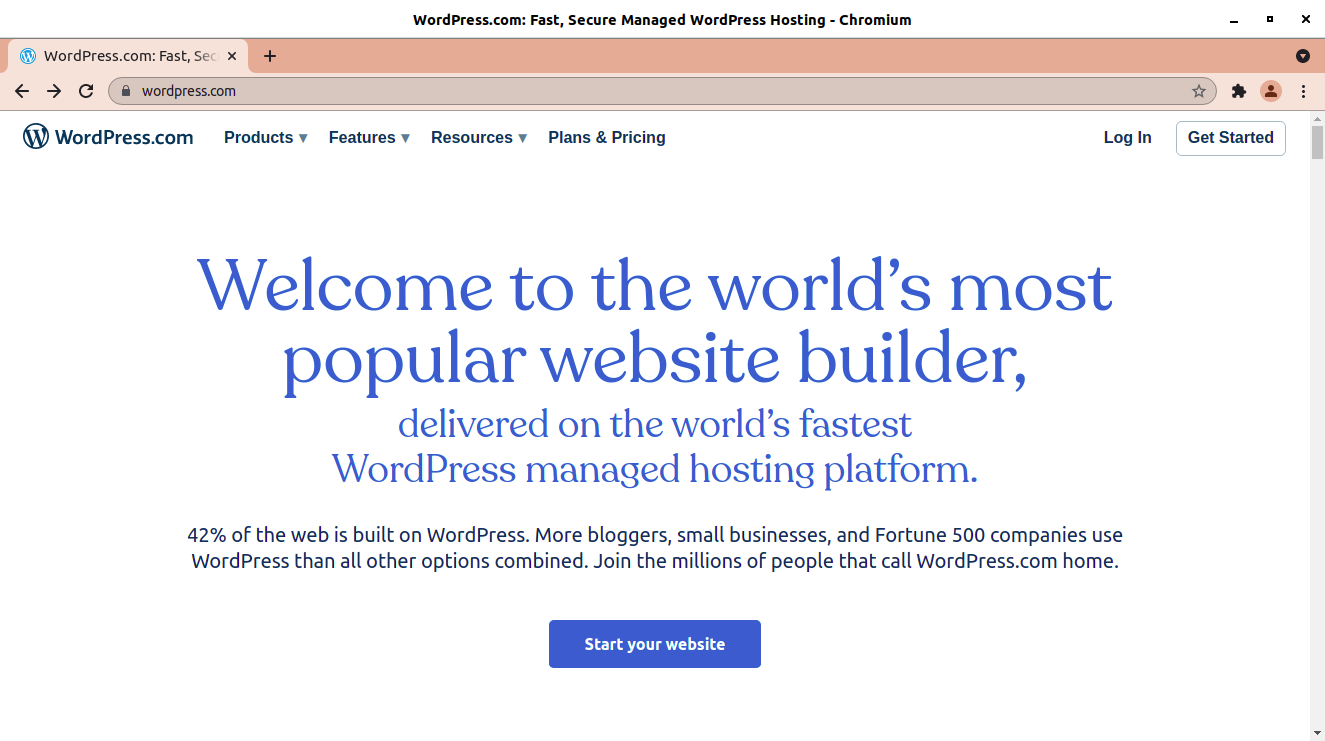 WordPress.com: Fast, Secure Managed WordPress Hosting - Chromium
WordPress.com: Fast, Sec
wordpress.com
WordPress.com Products ▾ Features ▾ Resources ▾ Plans & Pricing Log In Get Started
Welcome to the world’s most
popular website builder,
delivered on the world’s fastest
WordPress managed hosting platform.
42% of the web is built on WordPress. More bloggers, small businesses, and Fortune 500 companies use
WordPress than all other options combined. Join the millions of people that call WordPress.com home.
Start your website